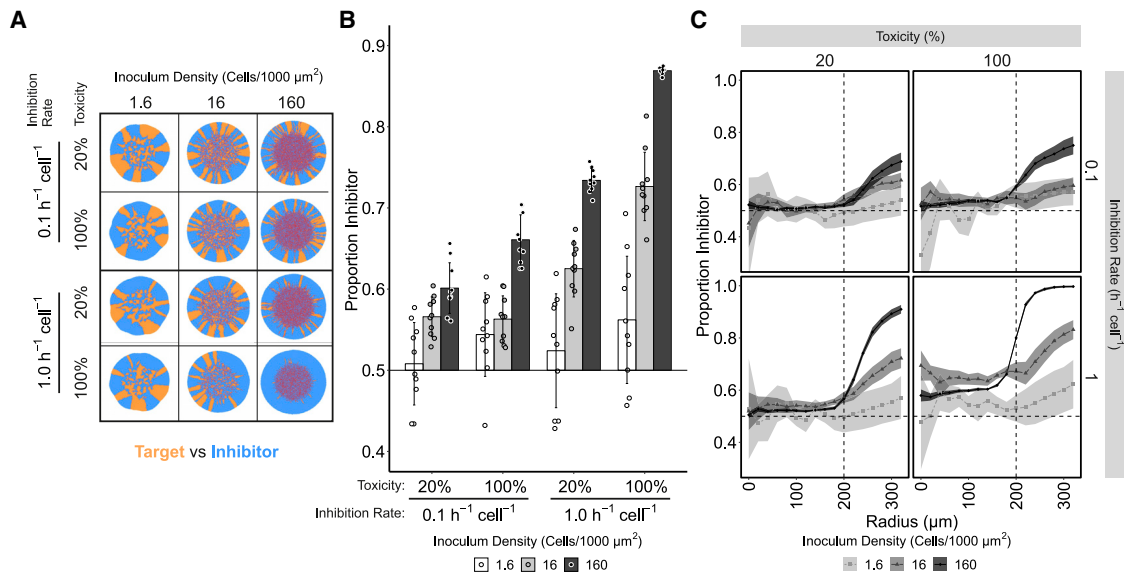 A
Inoculum Density (Cells/1000 µm²)
Inhibition Rate
Toxicity
1.6 16 160
0.1 h⁻¹ cell⁻¹
20%
100%
1.0 h⁻¹ cell⁻¹
20%
100%
Target vs Inhibitor
B
Proportion Inhibitor
0.9
0.8
0.7
0.6
0.5
0.4
Toxicity: 20% 100% 20% 100%
Inhibition Rate: 0.1 h⁻¹ cell⁻¹ 1.0 h⁻¹ cell⁻¹
Inoculum Density (Cells/1000 µm²)
1.6 16 160
C
Toxicity (%)
20 100
Proportion Inhibitor
1.0
0.8
0.6
0.4
1.0
0.8
0.6
0.4
0.1
1
Inhibition Rate (h⁻¹ cell⁻¹)
0 100 200 300 0 100 200 300
Radius (µm)
Inoculum Density (Cells/1000 µm²)
1.6 16 160